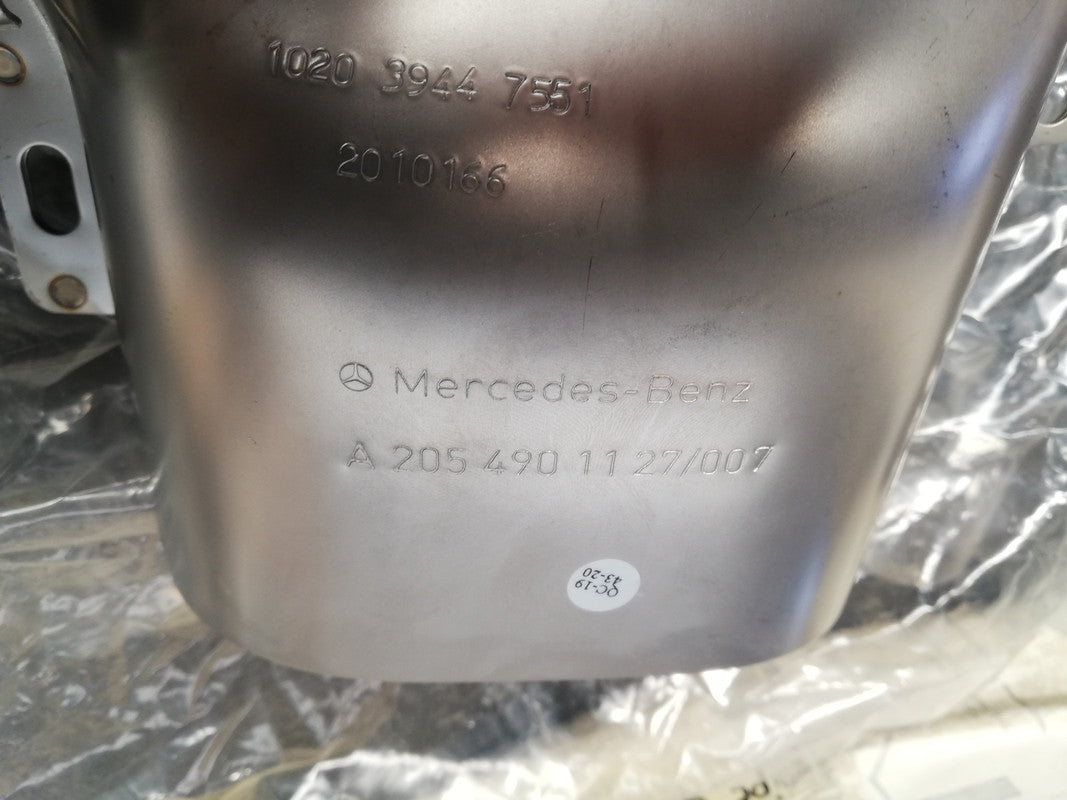 1020 3944 7551
2010166
Mercedes-Benz
A 205 490 11 27/007
QC-19
43-20